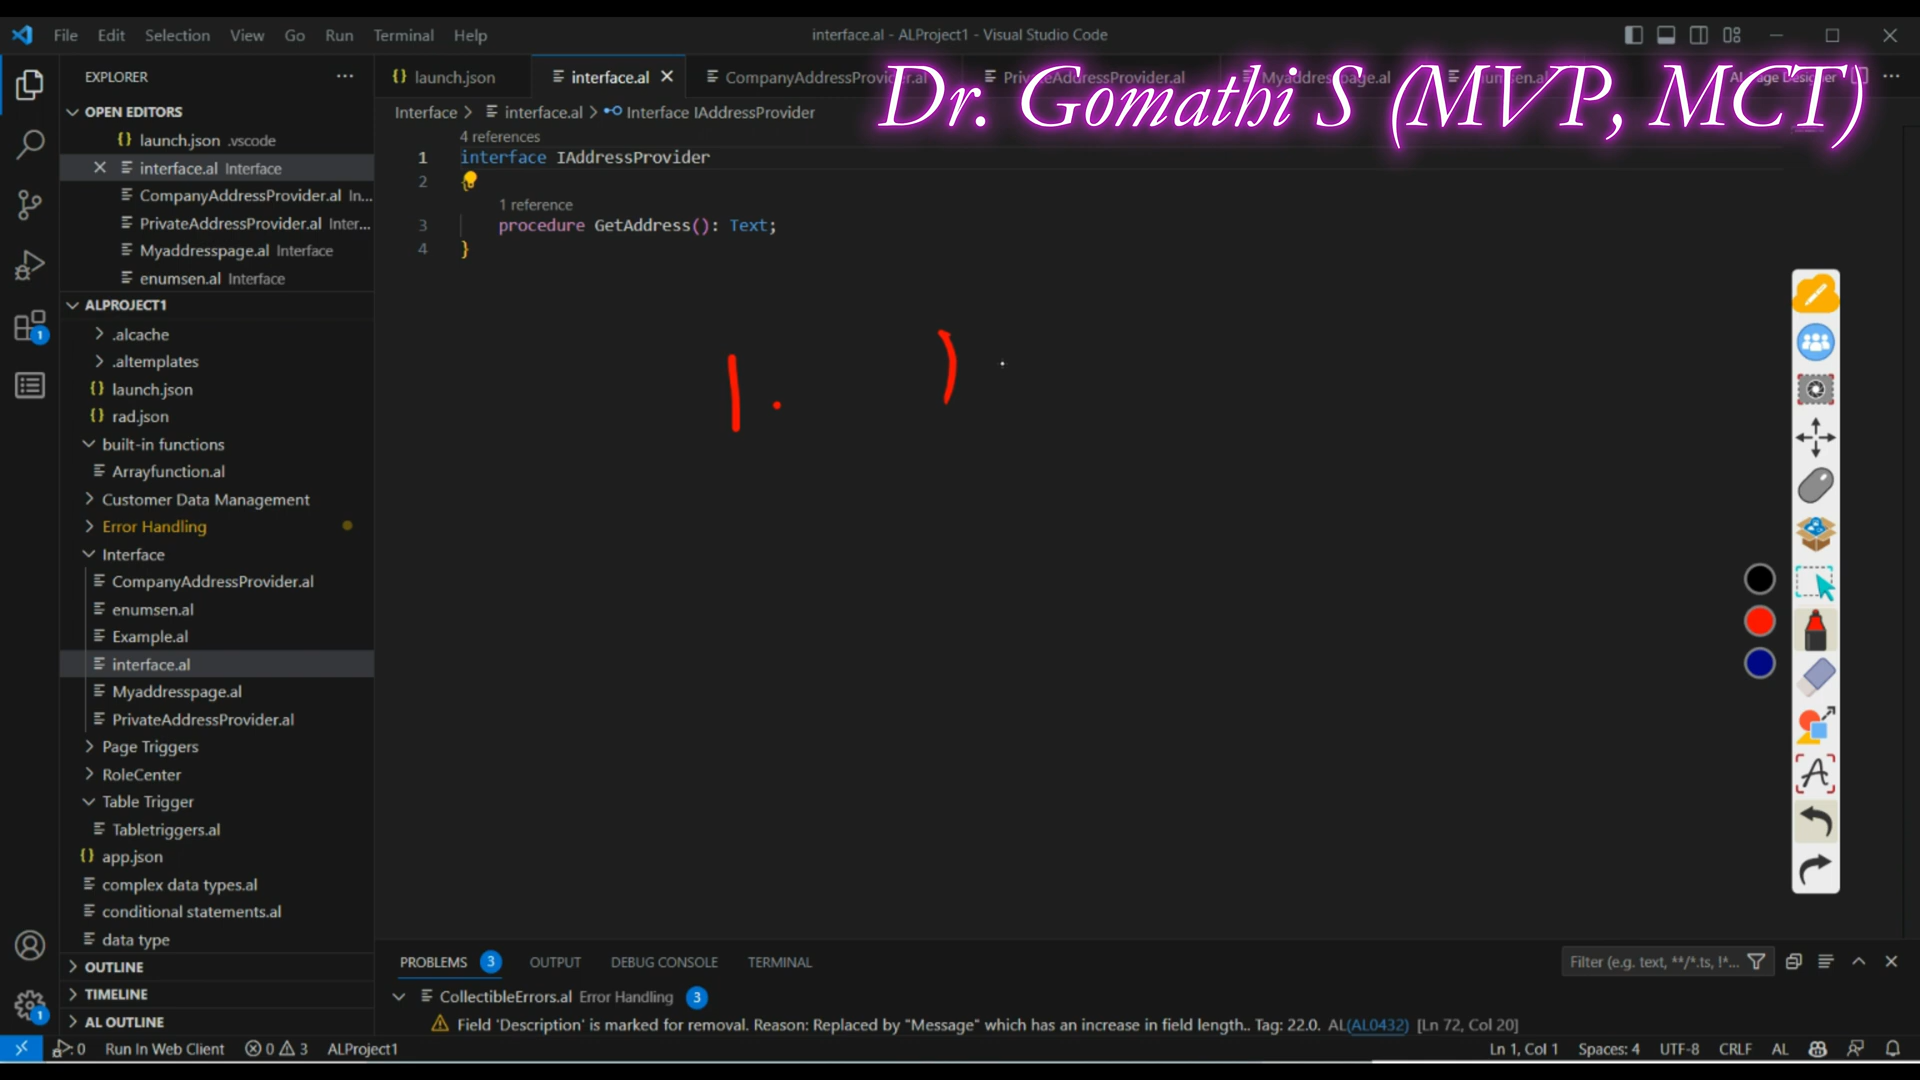 File Edit Selection View Go Run Terminal Help
interface.al - ALProject1 - Visual Studio Code
Dr. Gomathi S (MVP, MCT)
EXPLORER
launch.json
interface.al
CompanyAddressProvider.al
PrivateAddressProvider.al
Myaddresspage.al
Interface > interface.al > Interface IAddressProvider
4 references
1 interface IAddressProvider
2 {
1 reference
3 procedure GetAddress(): Text;
4 }
1.
)
OPEN EDITORS
launch.json .vscode
interface.al Interface
CompanyAddressProvider.al In...
PrivateAddressProvider.al Inter...
Myaddresspage.al Interface
enumsen.al Interface
ALPROJECT1
.alcache
.altemplates
launch.json
rad.json
built-in functions
Arrayfunction.al
Customer Data Management
Error Handling
Interface
CompanyAddressProvider.al
enumsen.al
Example.al
interface.al
Myaddresspage.al
PrivateAddressProvider.al
Page Triggers
RoleCenter
Table Trigger
Tabletriggers.al
app.json
complex data types.al
conditional statements.al
data type
OUTLINE
TIMELINE
AL OUTLINE
PROBLEMS 3 OUTPUT DEBUG CONSOLE TERMINAL
Filter (e.g. text, **/*.ts, !*...
CollectibleErrors.al Error Handling 3
Field 'Description' is marked for removal. Reason: Replaced by "Message" which has an increase in field length.. Tag: 22.0. AL(AL0432) [Ln 72, Col 20]
0 Run In Web Client 0 3 ALProject1
Ln 1, Col 1 Spaces: 4 UTF-8 CRLF AL